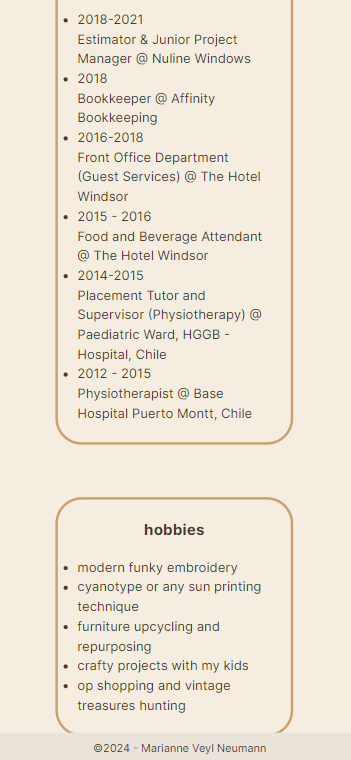 • 2018-2021
Estimator & Junior Project
Manager @ Nuline Windows
• 2018
Bookkeeper @ Affinity
Bookkeeping
• 2016-2018
Front Office Department
(Guest Services) @ The Hotel
Windsor
• 2015 - 2016
Food and Beverage Attendant
@ The Hotel Windsor
• 2014-2015
Placement Tutor and
Supervisor (Physiotherapy) @
Paediatric Ward, HGGB -
Hospital, Chile
• 2012 - 2015
Physiotherapist @ Base
Hospital Puerto Montt, Chile
hobbies
• modern funky embroidery
• cyanotype or any sun printing
technique
• furniture upcycling and
repurposing
• crafty projects with my kids
• op shopping and vintage
treasures hunting
©2024 - Marianne Veyl Neumann